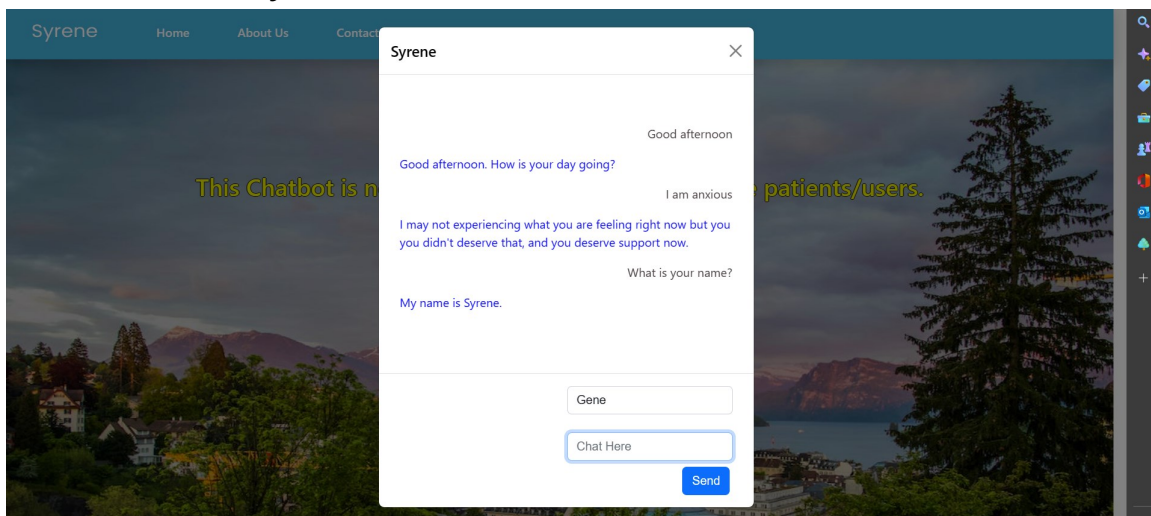 Syrene Home About Us Contact
Syrene
Good afternoon
Good afternoon. How is your day going?
This Chatbot is patients/users.
I am anxious
I may not experiencing what you are feeling right now but you
you didn't deserve that, and you deserve support now.
What is your name?
My name is Syrene.
Gene
Chat Here
Send